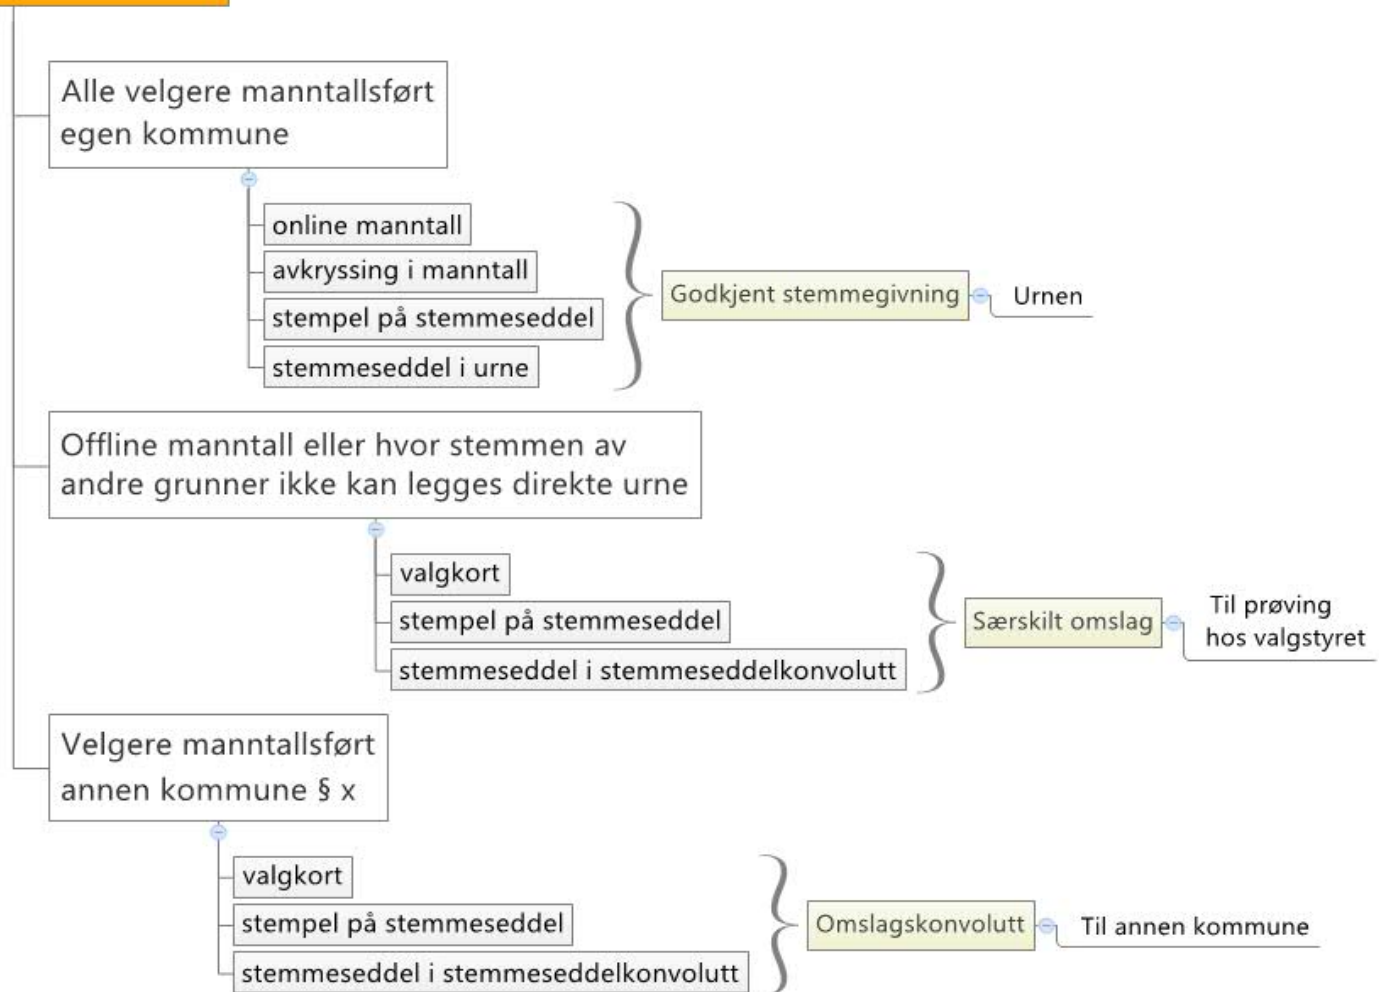 Alle velgere manntallsført
egen kommune
online manntall
avkryssing i manntall
stempel på stemmeseddel
stemmeseddel i urne
Godkjent stemmegivning
Urnen
Offline manntall eller hvor stemmen av
andre grunner ikke kan legges direkte urne
valgkort
stempel på stemmeseddel
stemmeseddel i stemmeseddelkonvolutt
Særskilt omslag
Til prøving
hos valgstyret
Velgere manntallsført
annen kommune § x
valgkort
stempel på stemmeseddel
stemmeseddel i stemmeseddelkonvolutt
Omslagskonvolutt
Til annen kommune